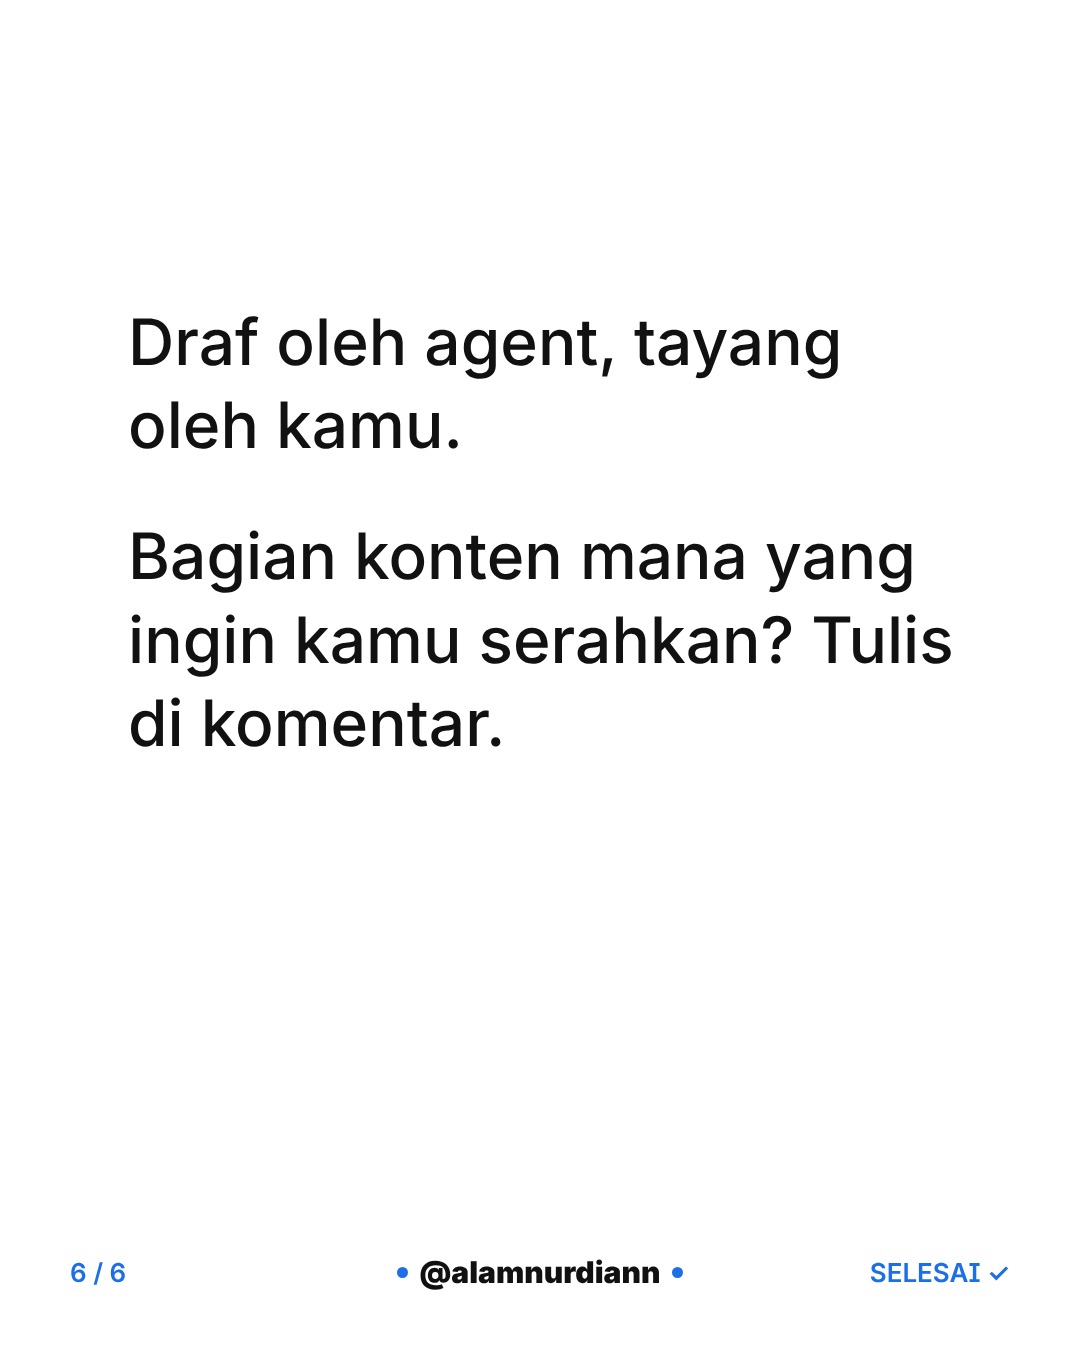 Draf oleh agent, tayang
oleh kamu.
Bagian konten mana yang
ingin kamu serahkan? Tulis
di komentar.
6 / 6
• @alamnurdiann •
SELESAI ✓